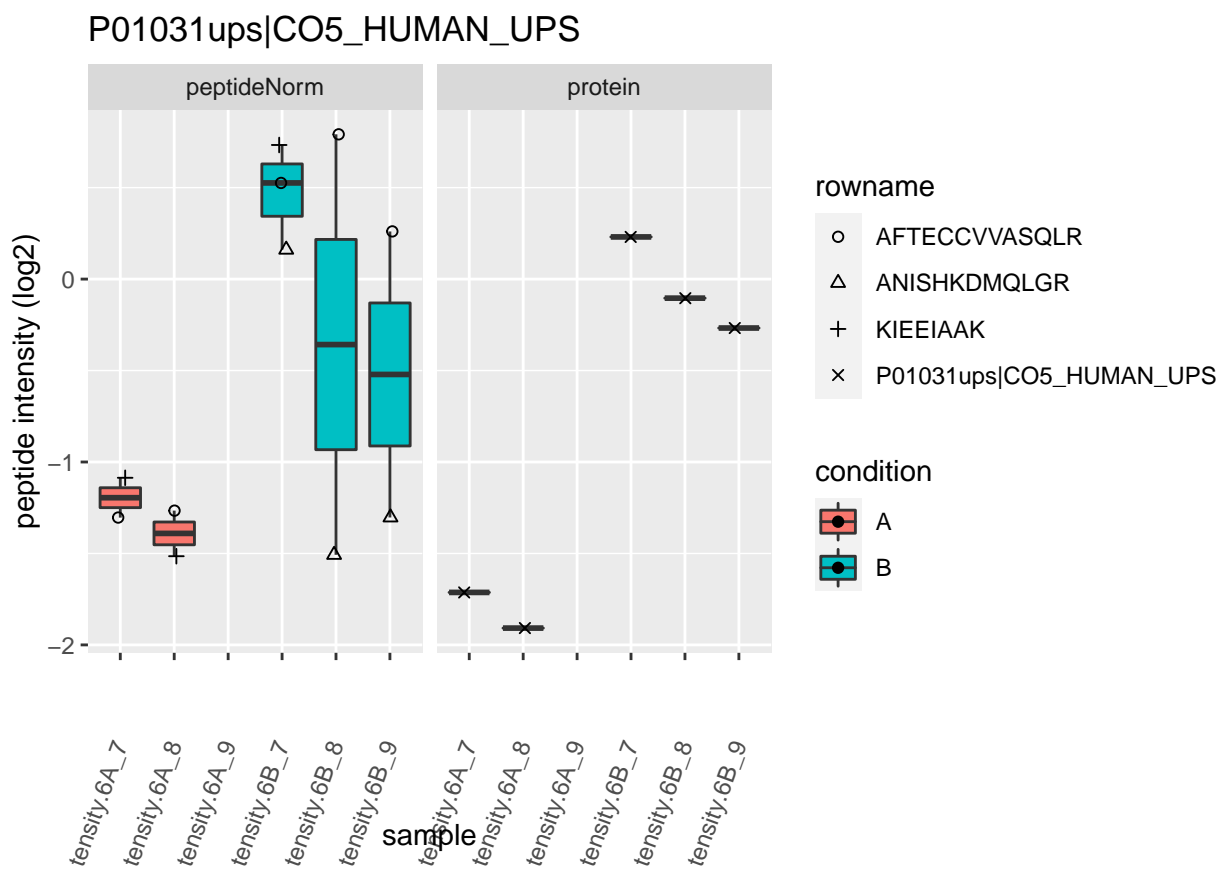 P01031ups|CO5_HUMAN_UPS
peptideNorm
protein
peptide intensity (log2)
0
−1
−2
tensity.6A_7
tensity.6A_8
tensity.6A_9
tensity.6B_7
tensity.6B_8
tensity.6B_9
tensity.6A_7
tensity.6A_8
tensity.6A_9
tensity.6B_7
tensity.6B_8
tensity.6B_9
sample
rowname
AFTECCVVASQLR
ANISHKDMQLGR
KIEEIAAK
P01031ups|CO5_HUMAN_UPS
condition
A
B